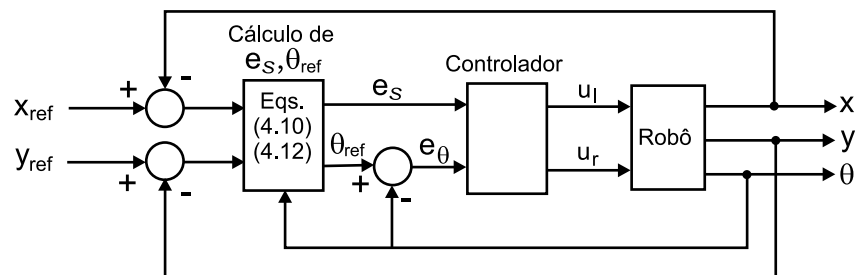 Cálculo de
e_S,θ_ref
Controlador
x_ref
+
-
Eqs.
(4.10)
(4.12)
e_S
u_l
x
y_ref
+
-
θ_ref
+
-
e_θ
u_r
Robô
y
θ